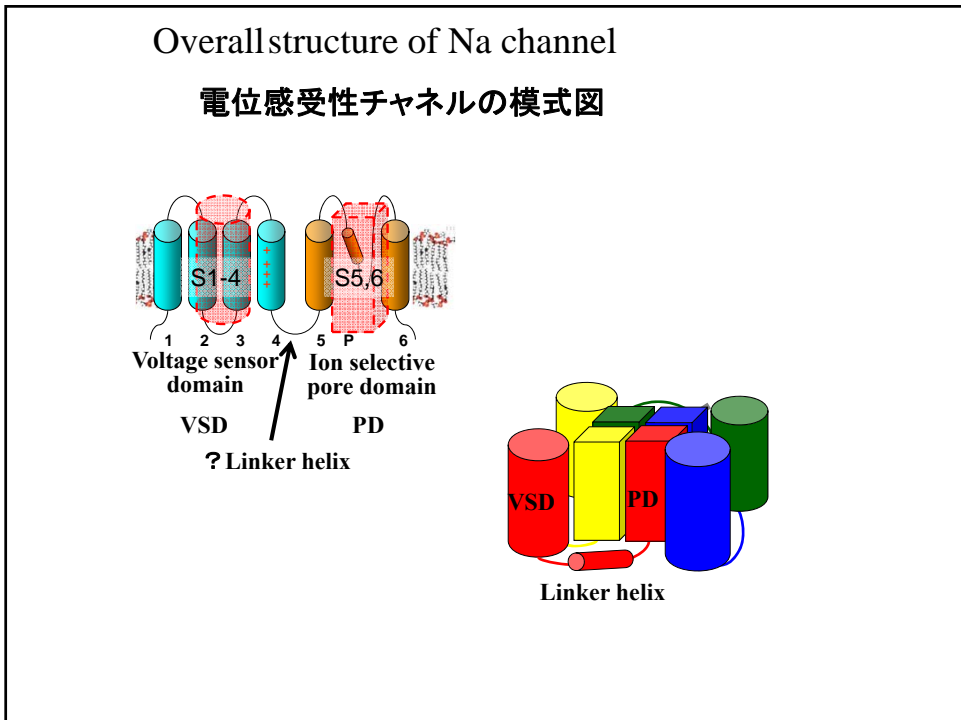 Overall structure of Na channel
電位感受性チャネルの模式図
+
+
+
+
S1-4
S5,6
1 2 3 4 5 P 6
Voltage sensor domain
Ion selective pore domain
VSD
PD
？Linker helix
VSD
PD
Linker helix